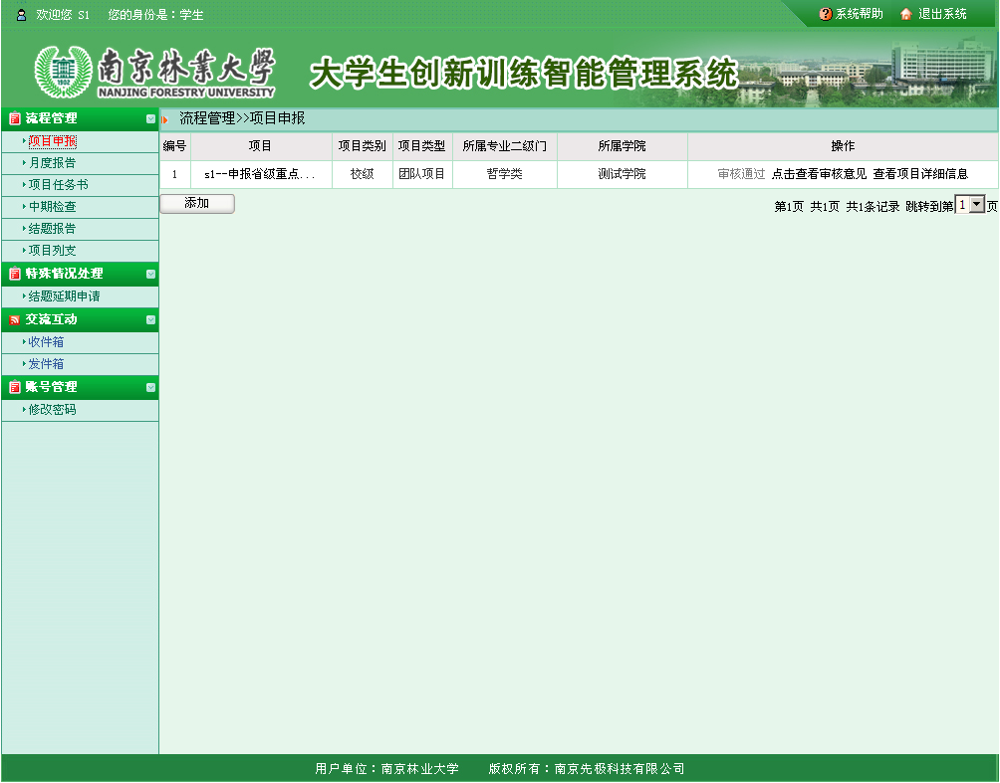 欢迎您 S1 您的身份是：学生 系统帮助 退出系统
南京林業大學 大学生创新训练智能管理系统
NANJING FORESTRY UNIVERSITY
流程管理
项目申报
月度报告
项目任务书
中期检查
结题报告
项目列支
特殊情况处理
结题延期申请
交流互动
收件箱
发件箱
账号管理
修改密码
流程管理>>项目申报
编号 项目 项目类别 项目类型 所属专业二级门 所属学院 操作
1 s1--申报省级重点... 校级 团队项目 哲学类 测试学院 审核通过 点击查看审核意见 查看项目详细信息
添加 第1页 共1页 共1条记录 跳转到第 1 页
用户单位：南京林业大学 版权所有：南京先极科技有限公司